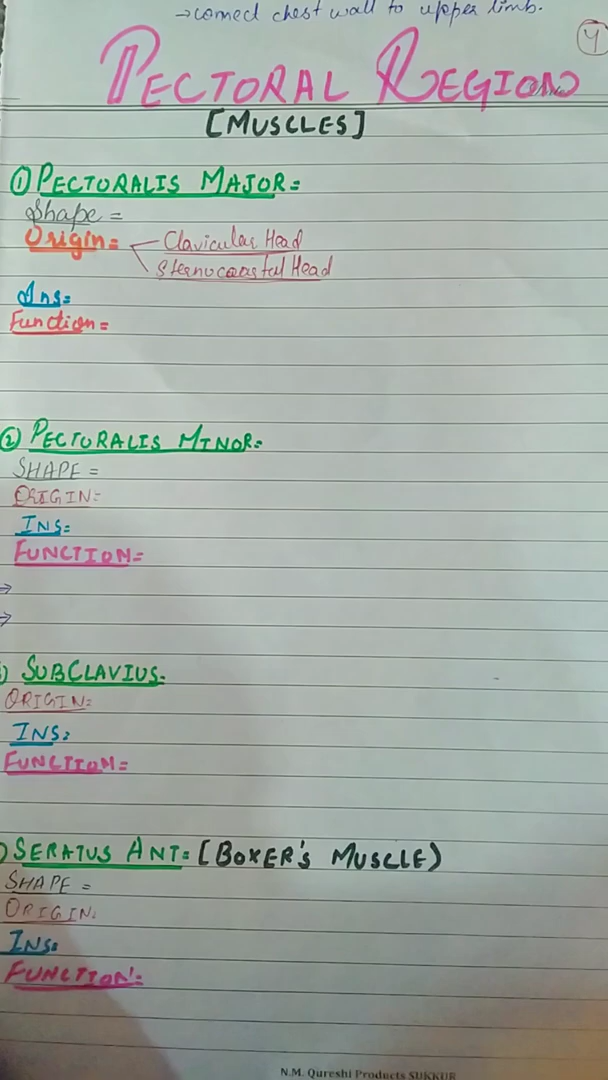 →connect chest wall to upper limb.
4
PECTORAL REGION
[MUSCLES]
① PECTORALIS MAJOR=
Shape =
Origin= Clavicular Head
Sternocoastal Head
Ins=
Function=
② PECTORALIS MINOR=
SHAPE =
ORIGIN=
INS=
FUNCTION=
→
→
) SUBCLAVIUS.
ORIGIN=
INS:
FUNCTION=
) SERATUS ANT= [BOXER'S MUSCLE)
SHAPE =
ORIGIN.
INS=
FUNCTION=
N.M. Qureshi Products SUKKUR